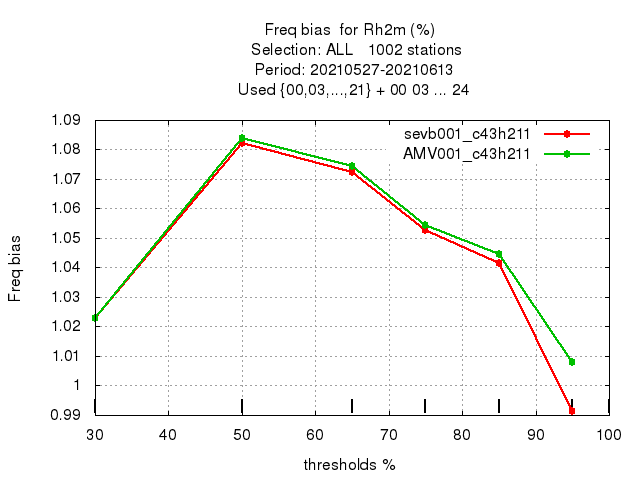 Freq bias  for Rh2m (%)
Selection: ALL   1002 stations
Period: 20210527-20210613
Used {00,03,...,21} + 00 03 ... 24
1.09
sevb001_c43h211
AMV001_c43h211
1.08
1.07
1.06
1.05
1.04
1.03
1.02
1.01
1
0.99
Freq bias
30 40 50 60 70 80 90 100
thresholds %